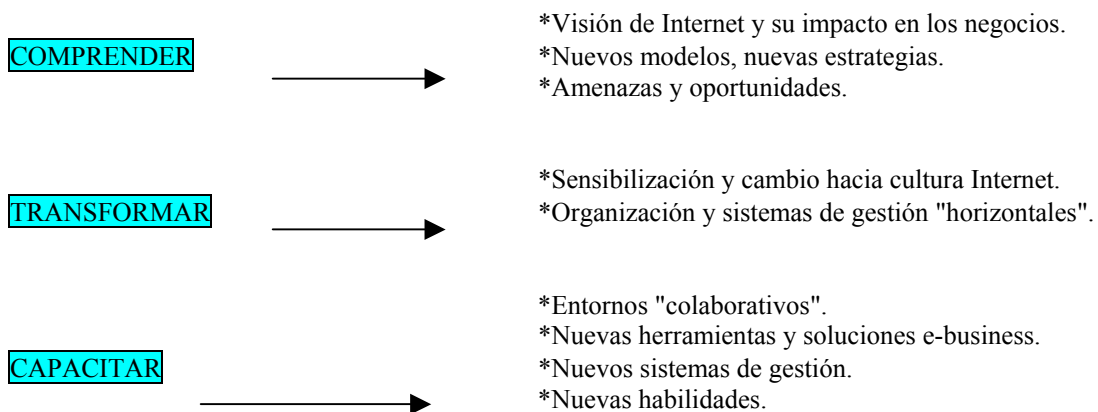 COMPRENDER
*Visión de Internet y su impacto en los negocios.
*Nuevos modelos, nuevas estrategias.
*Amenazas y oportunidades.
TRANSFORMAR
*Sensibilización y cambio hacia cultura Internet.
*Organización y sistemas de gestión "horizontales".
CAPACITAR
*Entornos "colaborativos".
*Nuevas herramientas y soluciones e-business.
*Nuevos sistemas de gestión.
*Nuevas habilidades.